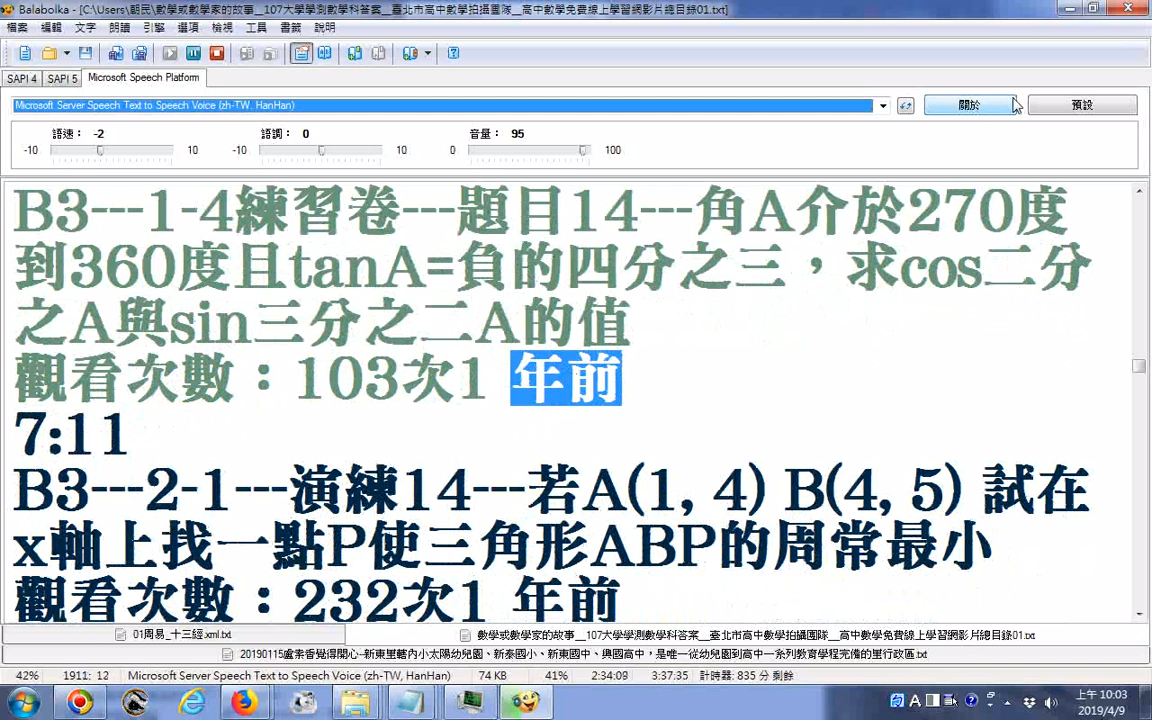 Balabolka - [C:\Users\朝民\數學或數學家的故事__107大學學測數學科答案__臺北市高中數學拍攝團隊__高中數學免費線上學習網影片總目錄01.txt]
檔案 編輯 文字 朗讀 引擎 選項 檢視 工具 書籤 說明
SAPI 4 SAPI 5 Microsoft Speech Platform
Microsoft Server Speech Text to Speech Voice (zh-TW, HanHan)
關於 預設
語速： -2 語調： 0 音量： 95
-10 10 -10 10 0 100
B3---1-4練習卷---題目14---角A介於270度
到360度且tanA=負的四分之三，求cos二分
之A與sin三分之二A的值
觀看次數：103次1 年前
7:11
B3---2-1---演練14---若A(1, 4) B(4, 5) 試在
x軸上找一點P使三角形ABP的周常最小
觀看次數：232次1 年前
01周易_十三經.xml.txt 數學或數學家的故事__107大學學測數學科答案__臺北市高中數學拍攝團隊__高中數學免費線上學習網影片總目錄01.txt
20190115盧素香覺得開心-新東里轄內小太陽幼兒園、新泰國小、新東國中、興國高中，是唯一從幼兒園到高中一系列教育學程完備的里行政區.txt
42% 1911: 12 Microsoft Server Speech Text to Speech Voice (zh-TW, HanHan) 74 KB 41% 2:34:09 3:37:35 計時器： 835 分 剩餘
上午 10:03
2019/4/9